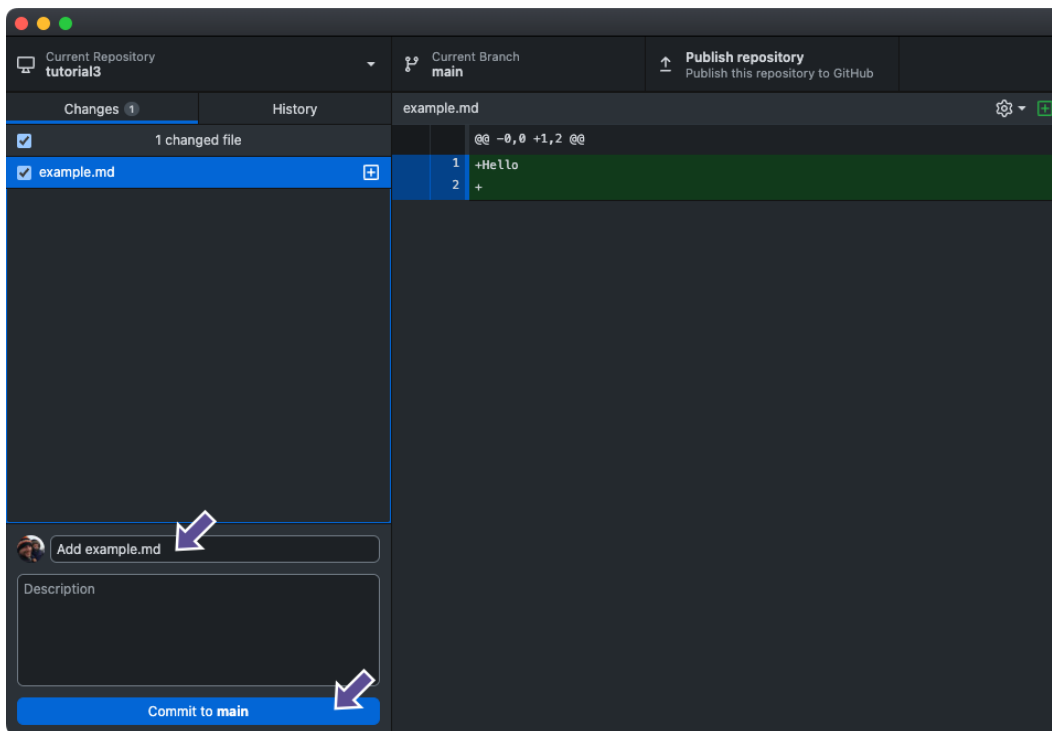 Current Repository
tutorial3
Current Branch
main
Publish repository
Publish this repository to GitHub
Changes 1
History
example.md
1 changed file
@@ -0,0 +1,2 @@
example.md
1 +Hello
2 +
Add example.md
Description
Commit to main